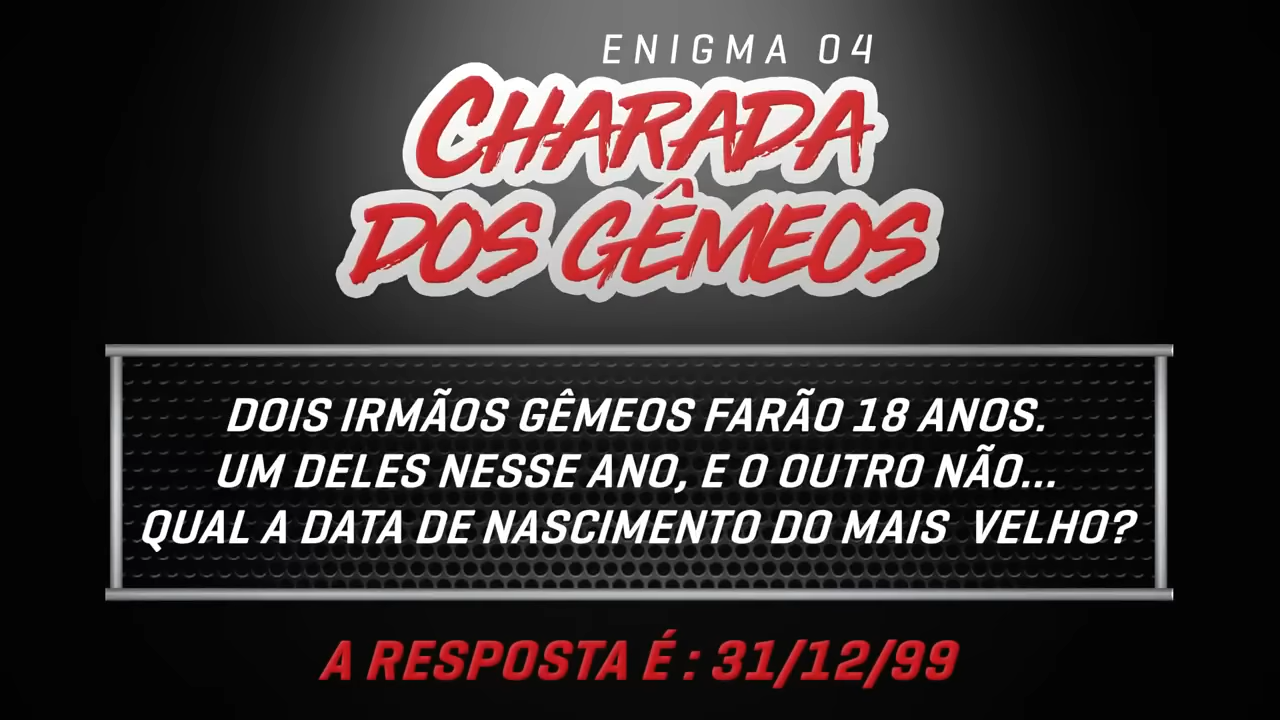 ENIGMA 04
CHARADA
DOS GÊMEOS
DOIS IRMÃOS GÊMEOS FARÃO 18 ANOS.
UM DELES NESSE ANO, E O OUTRO NÃO...
QUAL A DATA DE NASCIMENTO DO MAIS VELHO?
A RESPOSTA É : 31/12/99